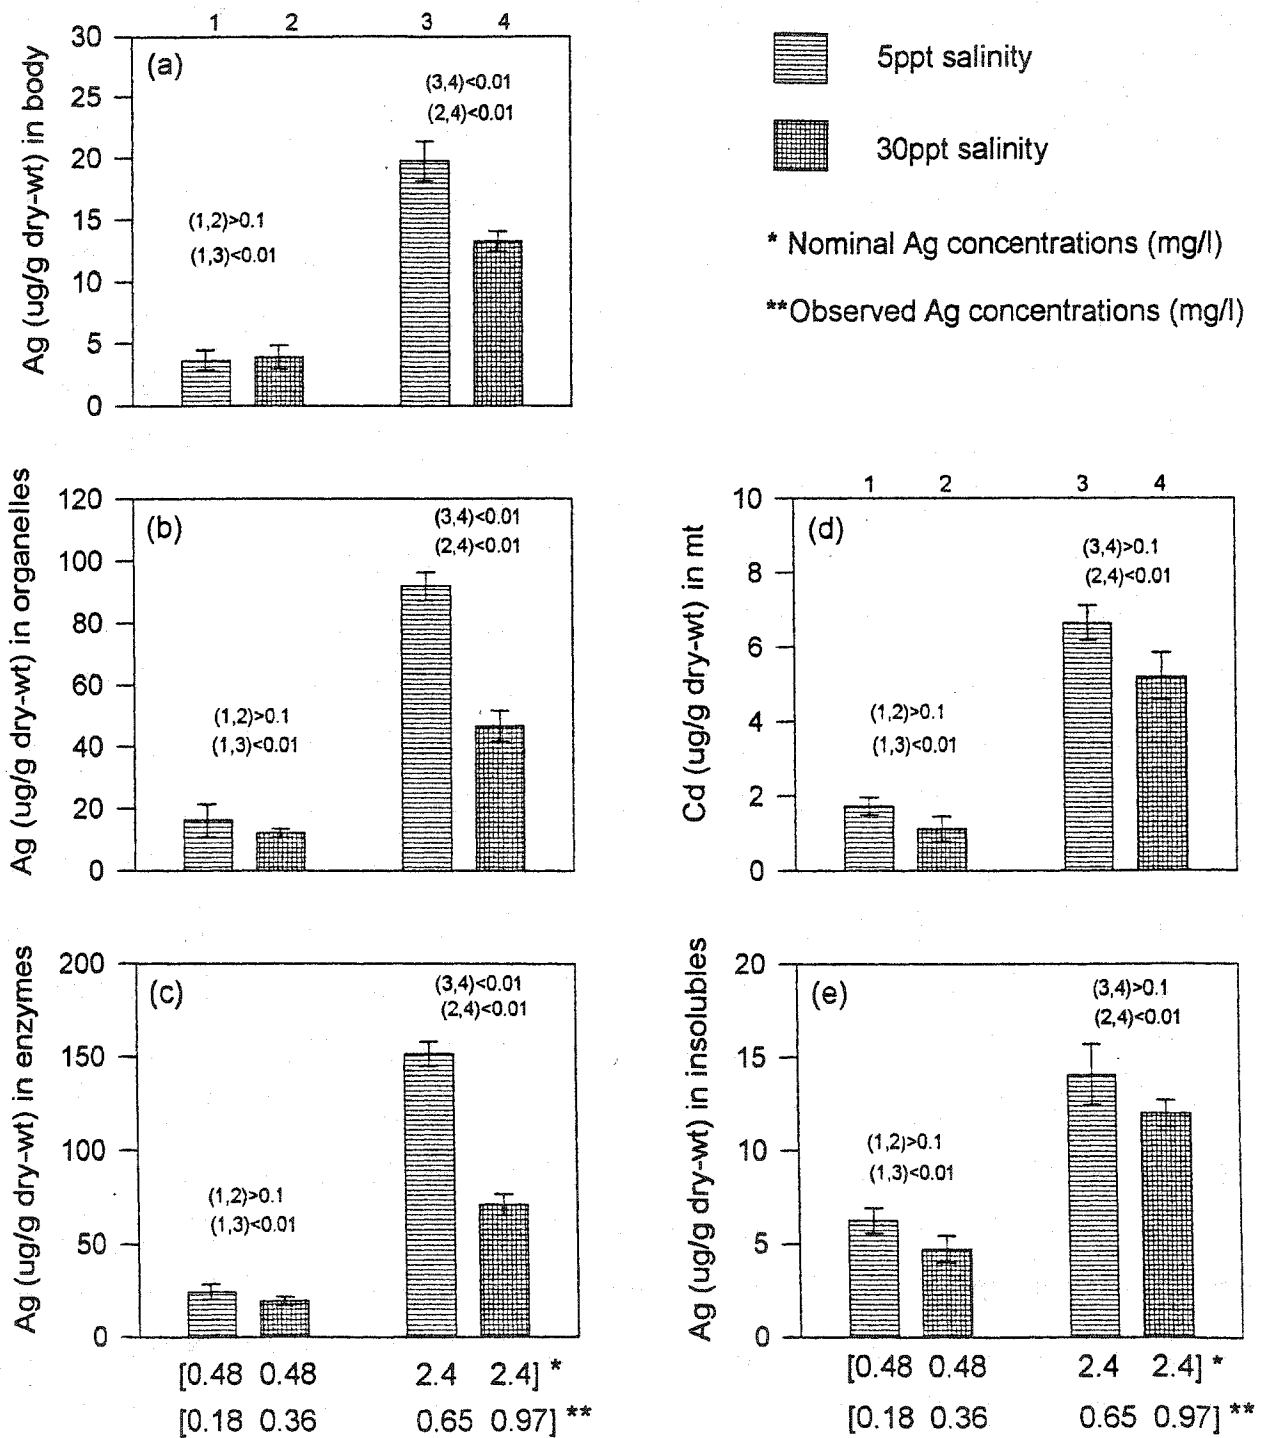 1 2 3 4
30
25
20
15
10
5
0
Ag (ug/g dry-wt) in body
(a)
(3,4)<0.01
(2,4)<0.01
(1,2)>0.1
(1,3)<0.01
5ppt salinity
30ppt salinity
* Nominal Ag concentrations (mg/l)
**Observed Ag concentrations (mg/l)
120
100
80
60
40
20
0
Ag (ug/g dry-wt) in organelles
(b)
(3,4)<0.01
(2,4)<0.01
(1,2)>0.1
(1,3)<0.01
1 2 3 4
10
8
6
4
2
0
Cd (ug/g dry-wt) in mt
(d)
(3,4)>0.1
(2,4)<0.01
(1,2)>0.1
(1,3)<0.01
200
150
100
50
0
Ag (ug/g dry-wt) in enzymes
(c)
(3,4)<0.01
(2,4)<0.01
(1,2)>0.1
(1,3)<0.01
[0.48 0.48 2.4 2.4] *
[0.18 0.36 0.65 0.97] **
20
15
10
5
0
Ag (ug/g dry-wt) in insolubles
(e)
(3,4)>0.1
(2,4)<0.01
(1,2)>0.1
(1,3)<0.01
[0.48 0.48 2.4 2.4] *
[0.18 0.36 0.65 0.97] **